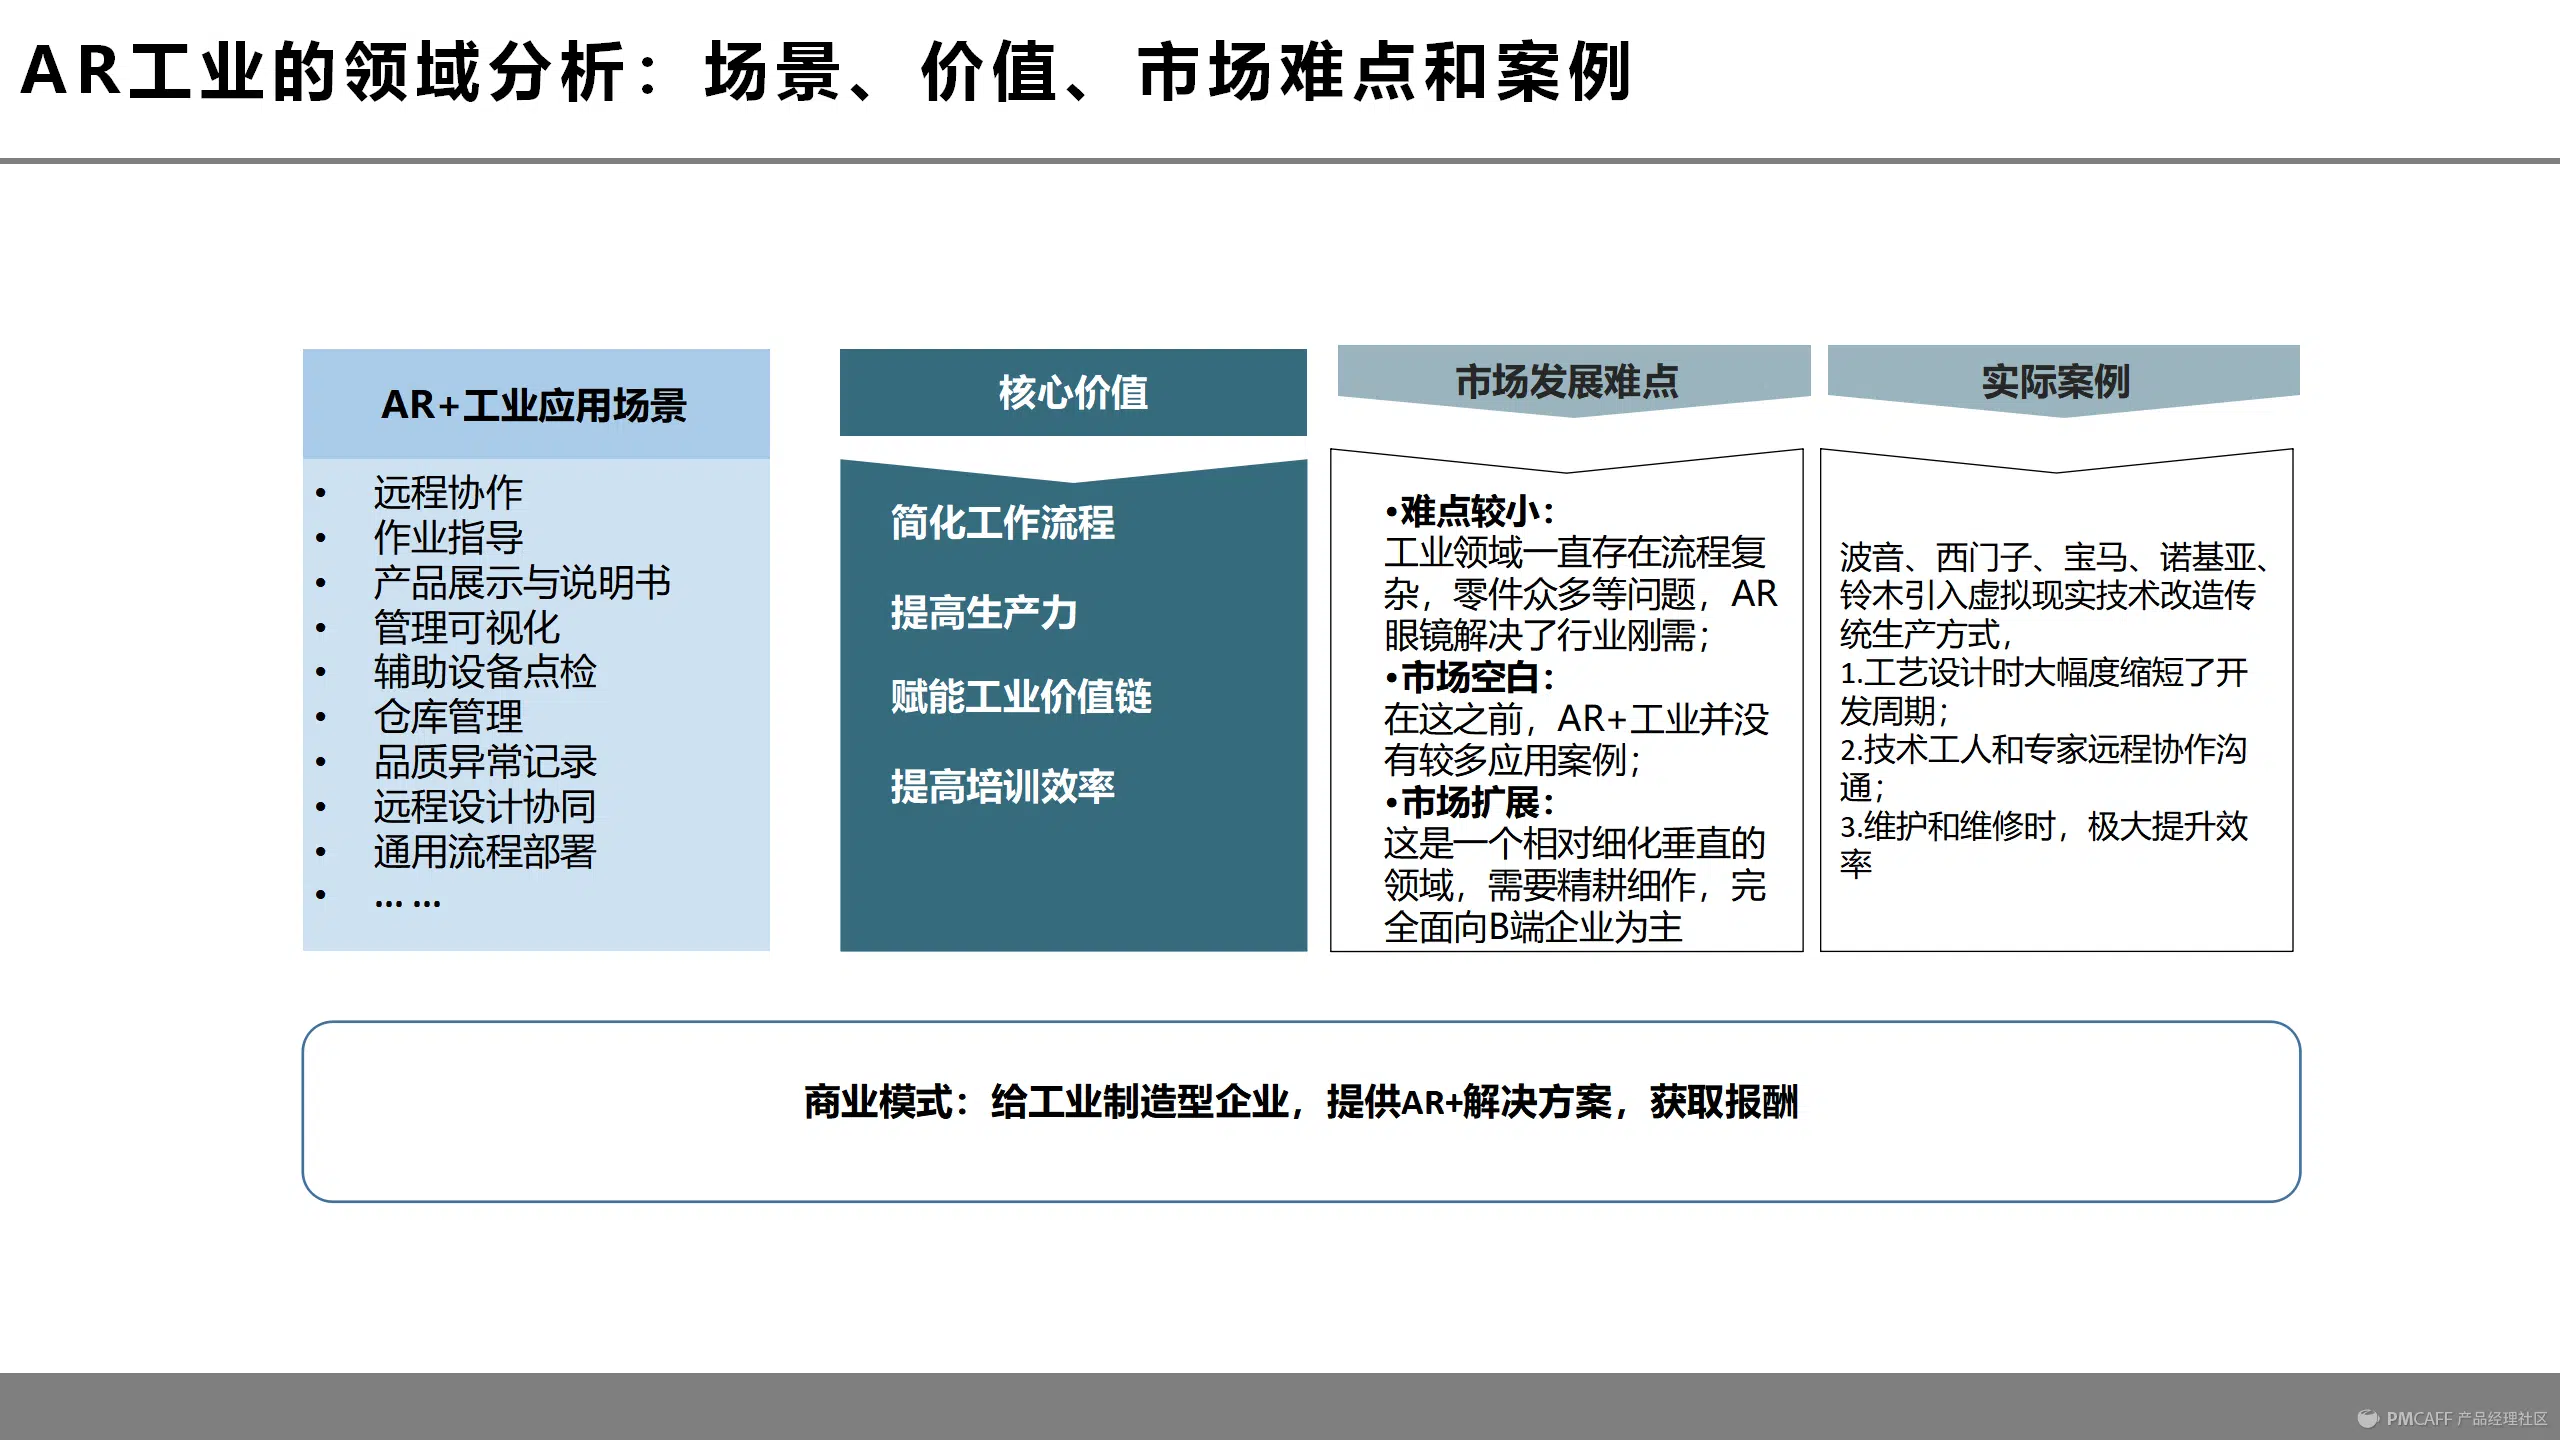 AR工业的领域分析：场景、价值、市场难点和案例
AR+工业应用场景
• 远程协作
• 作业指导
• 产品展示与说明书
• 管理可视化
• 辅助设备点检
• 仓库管理
• 品质异常记录
• 远程设计协同
• 通用流程部署
• ... ...
核心价值
简化工作流程
提高生产力
赋能工业价值链
提高培训效率
市场发展难点
•难点较小：
工业领域一直存在流程复
杂，零件众多等问题，AR
眼镜解决了行业刚需；
•市场空白：
在这之前，AR+工业并没
有较多应用案例；
•市场扩展：
这是一个相对细化垂直的
领域，需要精耕细作，完
全面向B端企业为主
实际案例
波音、西门子、宝马、诺基亚、
铃木引入虚拟现实技术改造传
统生产方式，
1.工艺设计时大幅度缩短了开
发周期；
2.技术工人和专家远程协作沟
通；
3.维护和维修时，极大提升效
率
商业模式：给工业制造型企业，提供AR+解决方案，获取报酬
PMCAFF 产品经理社区